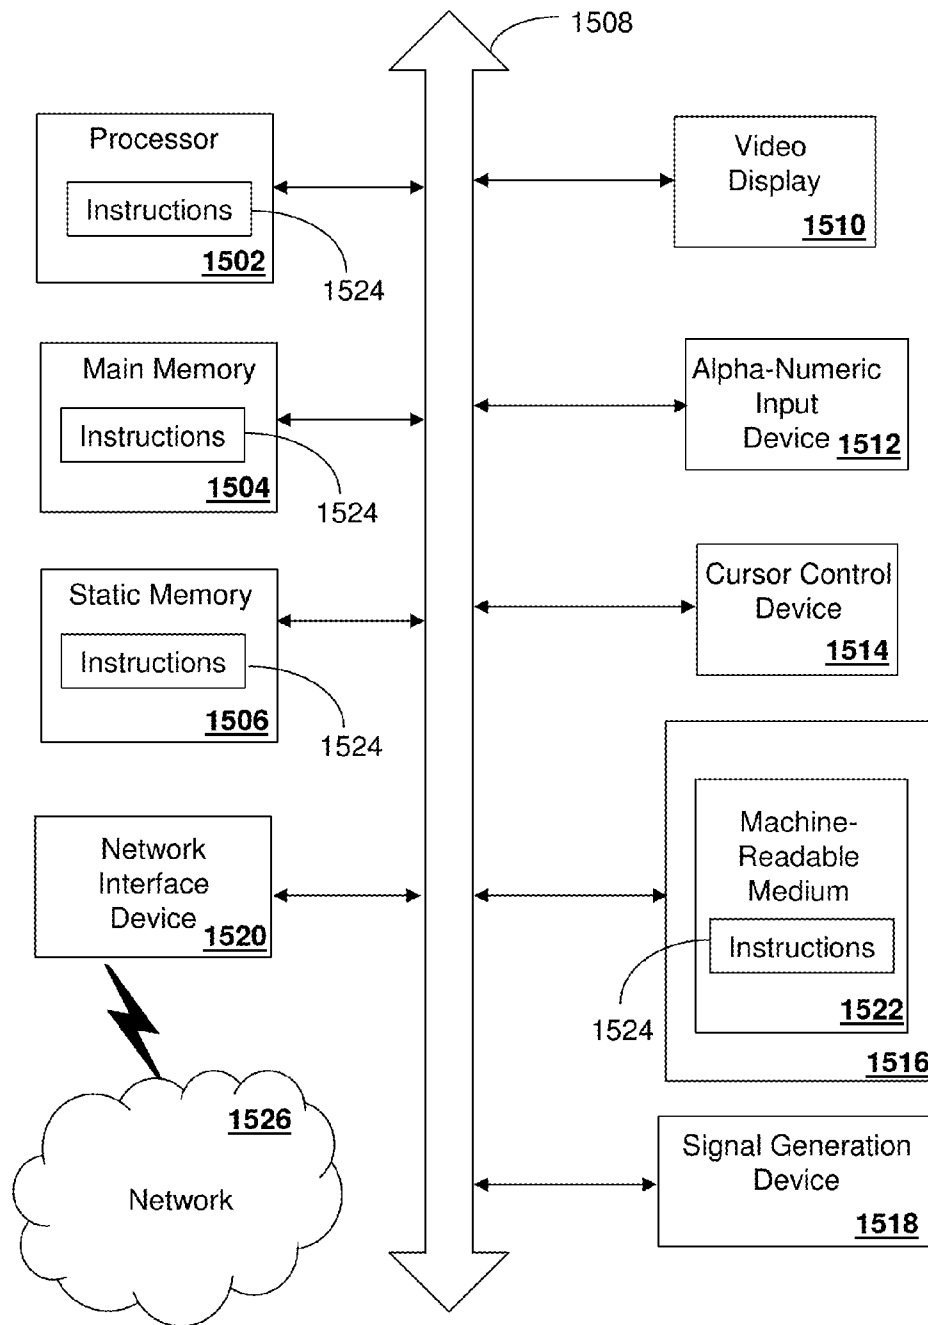 1508
Processor
Instructions
1502
1524
Main Memory
Instructions
1504
1524
Static Memory
Instructions
1506
1524
Network
Interface
Device
1520
1526
Network
Video
Display
1510
Alpha-Numeric
Input
Device
1512
Cursor Control
Device
1514
Machine-
Readable
Medium
Instructions
1522
1524
1516
Signal Generation
Device
1518